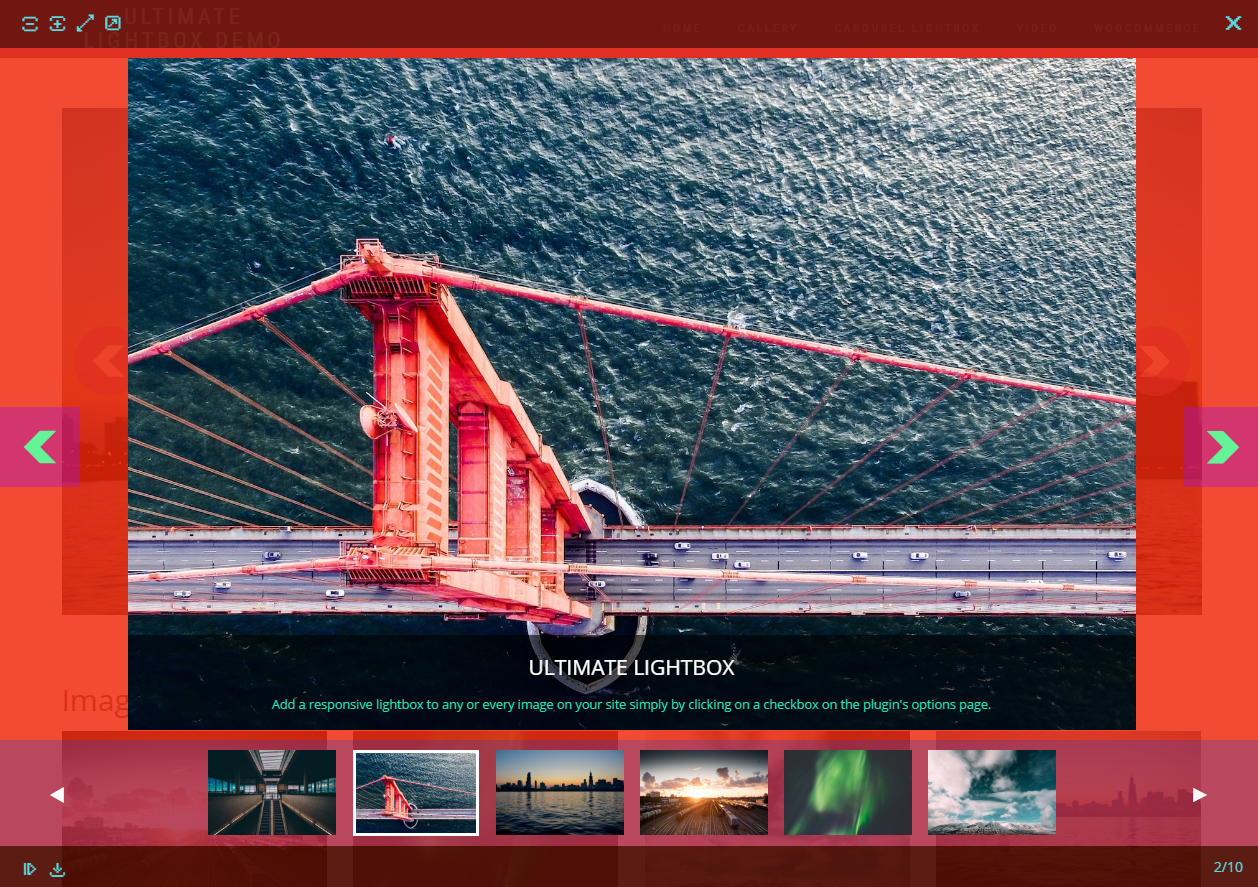 ULTIMATE
LIGHTBOX DEMO
HOME GALLERY CAROUSEL LIGHTBOX VIDEO WOOCOMMERCE
ULTIMATE LIGHTBOX
Imag
Add a responsive lightbox to any or every image on your site simply by clicking on a checkbox on the plugin's options page.
2/10